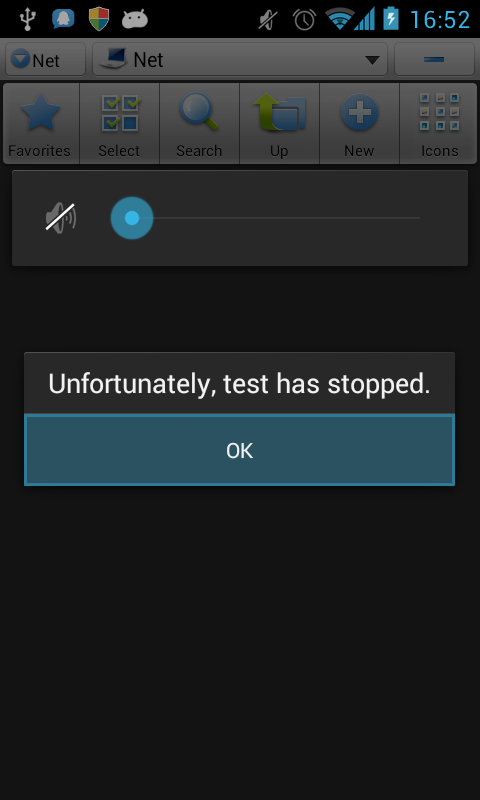 16:52
Net
Net
Favorites
Select
Search
Up
New
Icons
Unfortunately, test has stopped.
OK